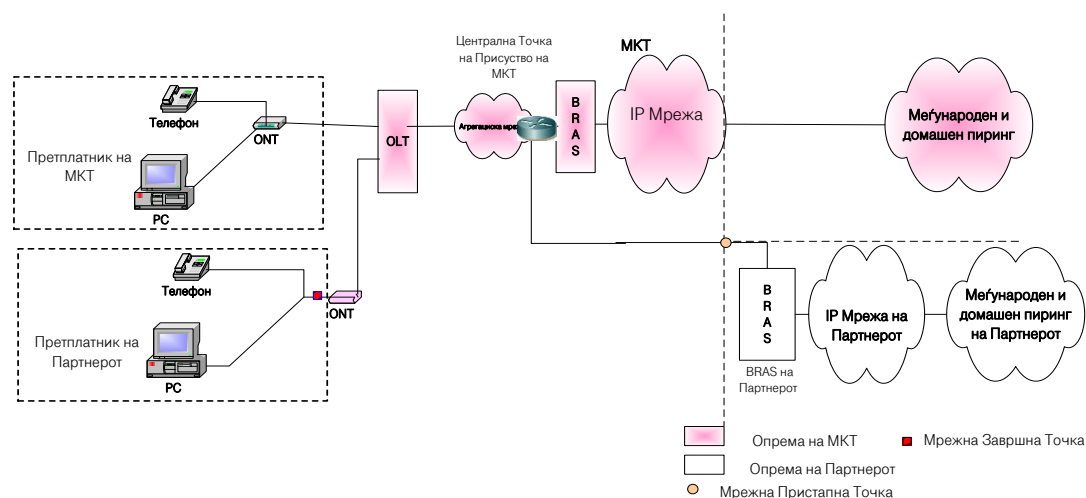 Централна Точка
на Присуство на
МКТ
МКТ
Телефон
ONT
Претплатник на
МКТ
PC
OLT
Агрегациска мреж
B
R
A
S
IP Мрежа
Меѓународен и
домашен пиринг
Телефон
ONT
Претплатник на
Партнерот
PC
B
R
A
S
BRAS на
Партнерот
IP Мрежа на
Партнерот
Меѓународен и
домашен пиринг
на Партнерот
Опрема на МКТ
Мрежна Завршна Точка
Опрема на Партнерот
Мрежна Пристапна Точка